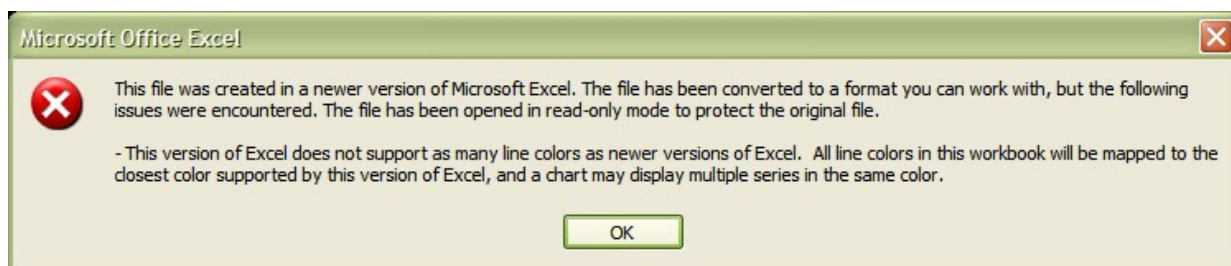 Microsoft Office Excel
This file was created in a newer version of Microsoft Excel. The file has been converted to a format you can work with, but the following
issues were encountered. The file has been opened in read-only mode to protect the original file.
- This version of Excel does not support as many line colors as newer versions of Excel.  All line colors in this workbook will be mapped to the
closest color supported by this version of Excel, and a chart may display multiple series in the same color.
OK